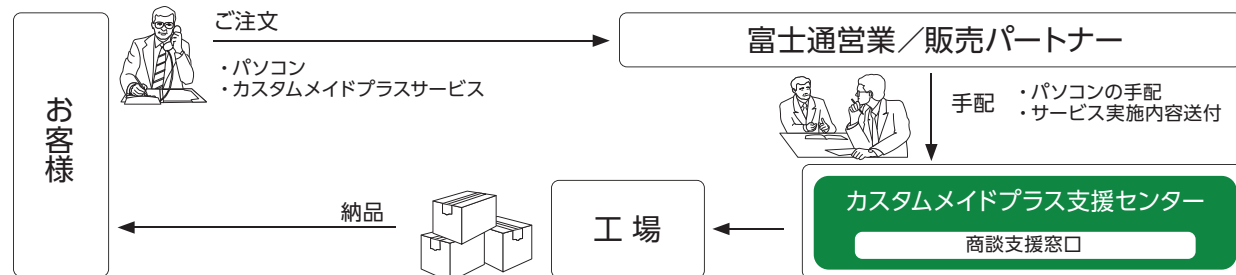 お客様
ご注文
・パソコン
・カスタムメイドプラスサービス
富士通営業／販売パートナー
手配
・パソコンの手配
・サービス実施内容送付
カスタムメイドプラス支援センター
商談支援窓口
工場
納品